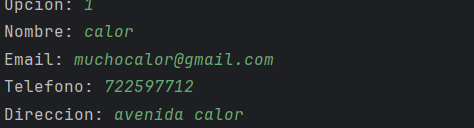 Opcion: 1
Nombre: calor
Email: muchocalor@gmail.com
Telefono: 722597712
Direccion: avenida calor